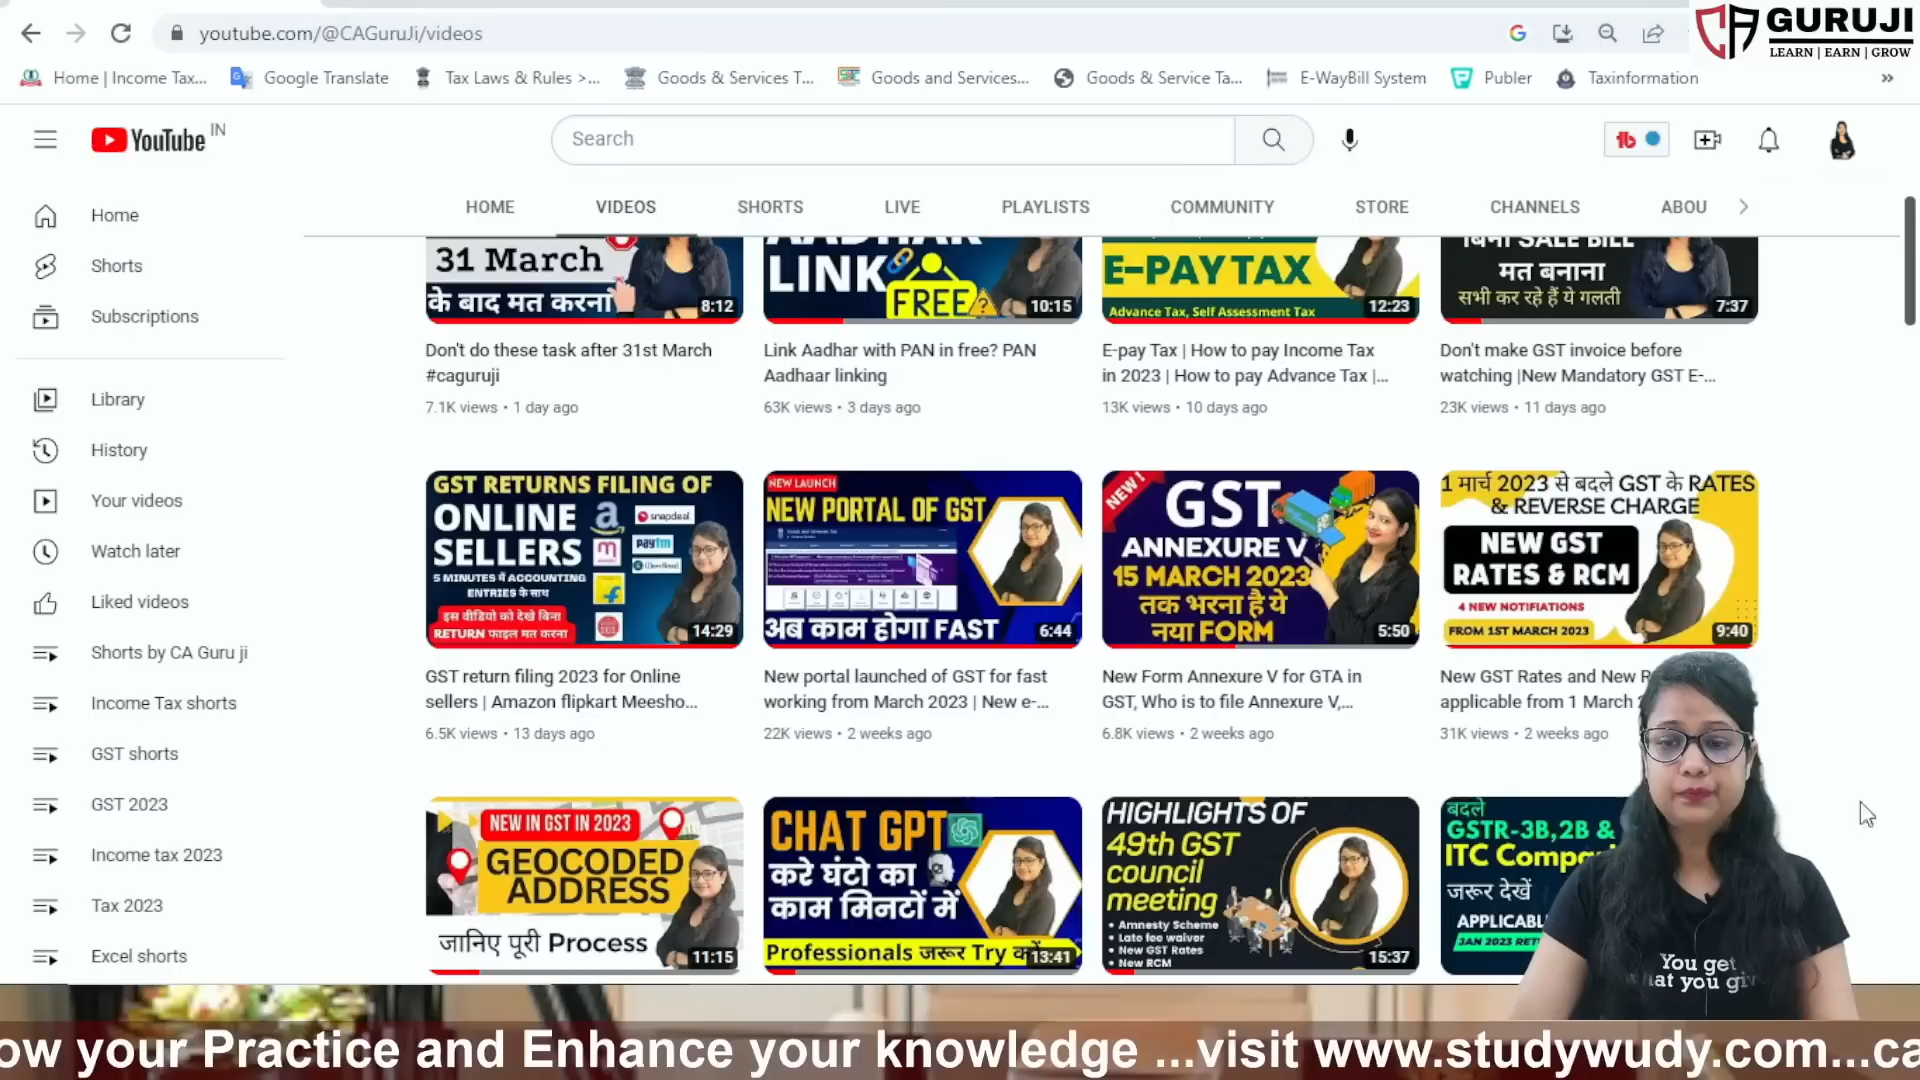 youtube.com/@CAGuruJi/videos
CA GURUJI
LEARN | EARN | GROW
Home | Income Tax...
Google Translate
Tax Laws & Rules >...
Goods & Services T...
Goods and Services...
Goods & Service Ta...
E-WayBill System
Publer
Taxinformation
»
YouTube IN
Search
HOME
VIDEOS
SHORTS
LIVE
PLAYLISTS
COMMUNITY
STORE
CHANNELS
ABOU
Home
Shorts
Subscriptions
Library
History
Your videos
Watch later
Liked videos
Shorts by CA Guru ji
Income Tax shorts
GST shorts
GST 2023
Income tax 2023
Tax 2023
Excel shorts
31 March
के बाद मत करना
8:12
Don't do these task after 31st March
#caguruji
7.1K views • 1 day ago
AADHAR
LINK
FREE
10:15
Link Aadhar with PAN in free? PAN
Aadhaar linking
63K views • 3 days ago
E-PAY TAX
Advance Tax, Self Assessment Tax
12:23
E-pay Tax | How to pay Income Tax
in 2023 | How to pay Advance Tax |...
13K views • 10 days ago
बिना SALE BILL
मत बनाना
सभी कर रहे हैं ये गलती
7:37
Don't make GST invoice before
watching |New Mandatory GST E-...
23K views • 11 days ago
GST RETURNS FILING OF
ONLINE
SELLERS
snapdeal
paytm
5 MINUTES में ACCOUNTING
ENTRIES के साथ
इस वीडियो को देखे बिना
RETURN फाइल मत करना
14:29
GST return filing 2023 for Online
sellers | Amazon flipkart Meesho...
6.5K views • 13 days ago
NEW LAUNCH
NEW PORTAL OF GST
अब काम होगा FAST
6:44
New portal launched of GST for fast
working from March 2023 | New e-...
22K views • 2 weeks ago
NEW!
GST
ANNEXURE V
15 MARCH 2023
तक भरना है ये
नया FORM
5:50
New Form Annexure V for GTA in
GST, Who is to file Annexure V,...
6.8K views • 2 weeks ago
1 मार्च 2023 से बदले GST के RATES
& REVERSE CHARGE
NEW GST
RATES & RCM
4 NEW NOTIFIATIONS
FROM 1ST MARCH 2023
9:40
New GST Rates and New R
applicable from 1 March
31K views • 2 weeks ago
NEW IN GST IN 2023
GEOCODED
ADDRESS
जानिए पूरी Process
11:15
CHAT GPT
करे घंटो का
काम मिनटों में
Professionals जरूर Try करें
13:41
HIGHLIGHTS OF
49th GST
council
meeting
• Amnesty Scheme
• Late fee waiver
• New GST Rates
• New RCM
15:37
बदले
GSTR-3B,2B &
ITC Compari
जरूर देखें
APPLICABL
JAN 2023 RET
You get
what you giv
ow your Practice and Enhance your knowledge ...visit www.studywudy.com...ca